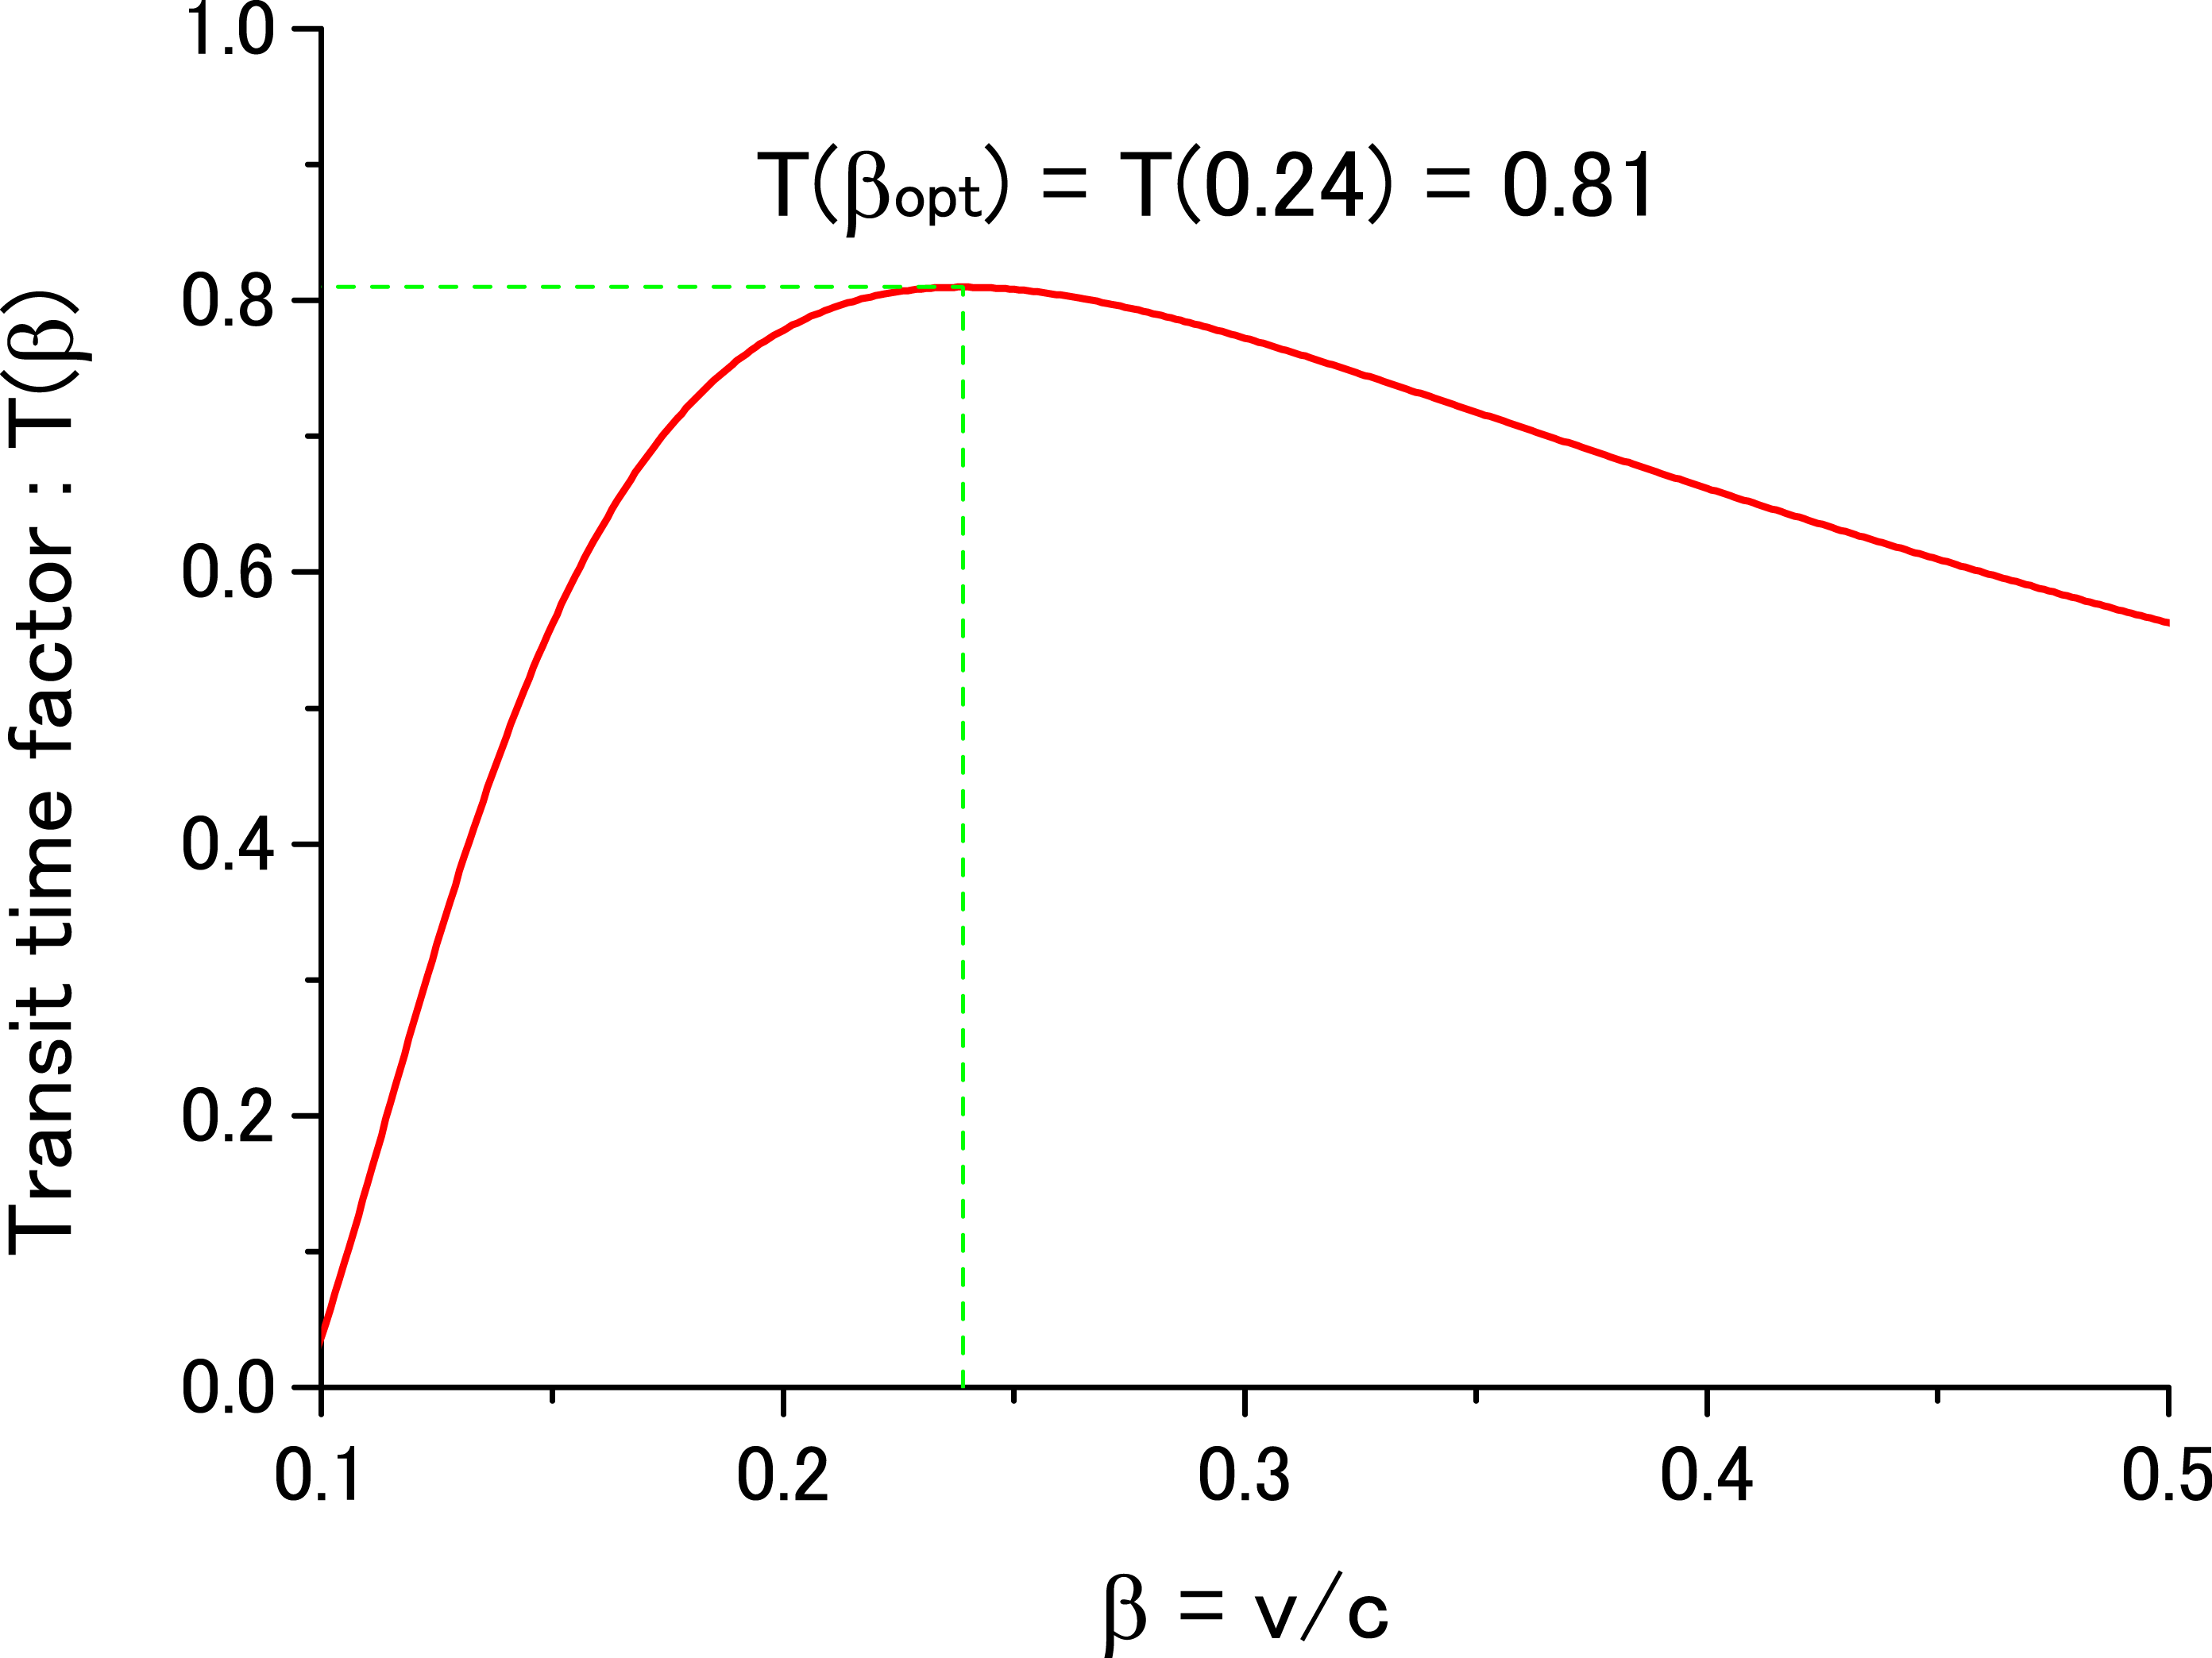 T(βopt) = T(0.24) = 0.81
Transit time factor : T(β)
1.0
0.8
0.6
0.4
0.2
0.0
0.1 0.2 0.3 0.4 0.5
β = v/c